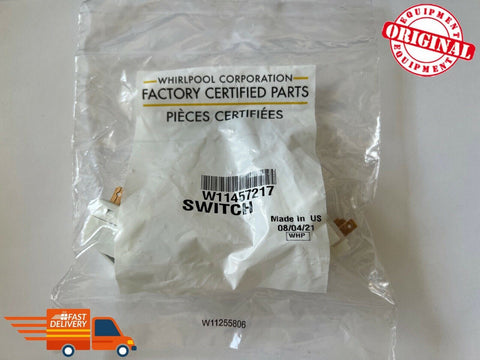 EQUIPMENT
ORIGINAL
EQUIPMENT
WHIRLPOOL CORPORATION
FACTORY CERTIFIED PARTS
PIÈCES CERTIFIÉES
W11457217
SWITCH
Made in US
08/04/21
WHP
FAST
DELIVERY
W11255806